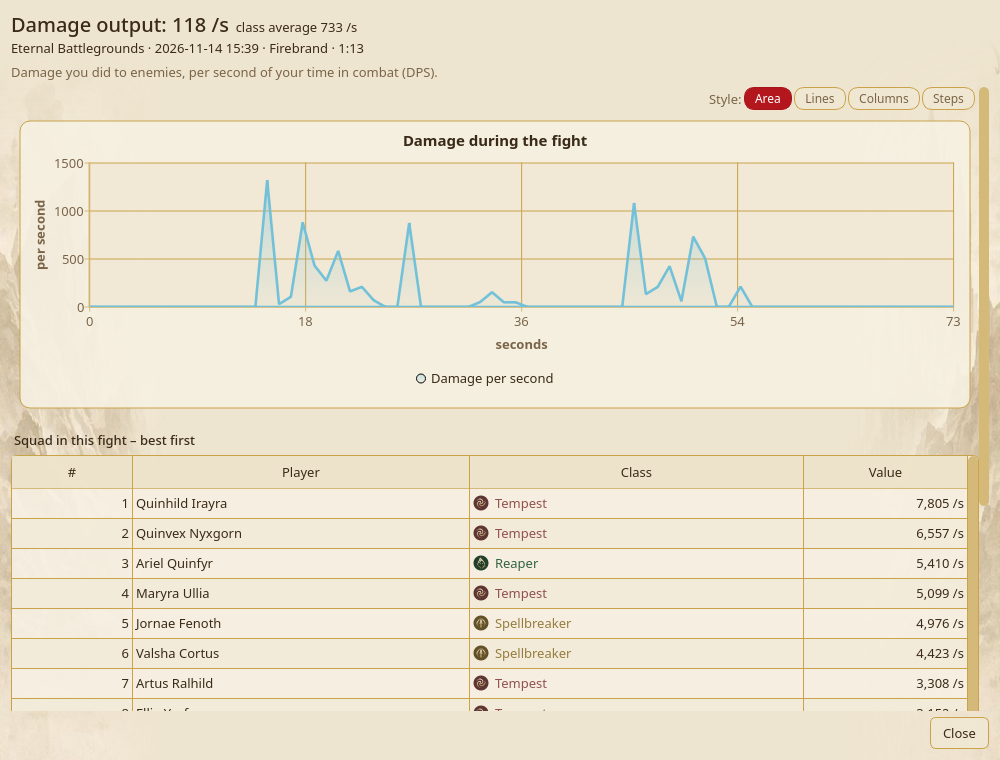 Damage output: 118 /s class average 733 /s
Eternal Battlegrounds · 2026-11-14 15:39 · Firebrand · 1:13
Damage you did to enemies, per second of your time in combat (DPS).
Style: Area Lines Columns Steps
Damage during the fight
1500
1000
500
0
per second
0 18 36 54 73
seconds
Damage per second
Squad in this fight – best first
# Player Class Value
1 Quinhild Irayra Tempest 7,805 /s
2 Quinvex Nyxgorn Tempest 6,557 /s
3 Ariel Quinfyr Reaper 5,410 /s
4 Maryra Ullia Tempest 5,099 /s
5 Jornae Fenoth Spellbreaker 4,976 /s
6 Valsha Cortus Spellbreaker 4,423 /s
7 Artus Ralhild Tempest 3,308 /s
Close